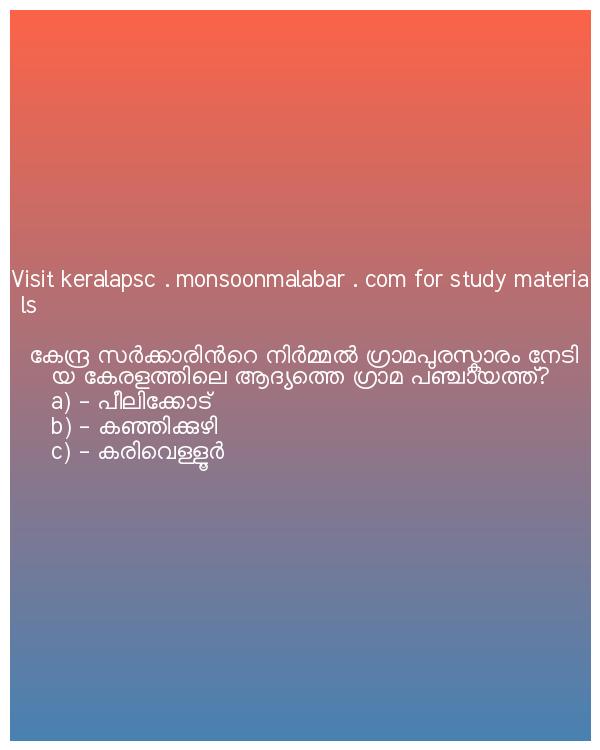 Visit keralapsc . monsoonmalabar . com for study materia
ls
കേന്ദ്ര സർക്കാരിൻറെ നിർമ്മൽ ഗ്രാമപുരസ്കാരം നേടി
യ കേരളത്തിലെ ആദ്യത്തെ ഗ്രാമ പഞ്ചായത്ത്?
a) - പീലിക്കോട്
b) - കഞ്ഞിക്കുഴി
c) - കരിവെള്ളൂർ